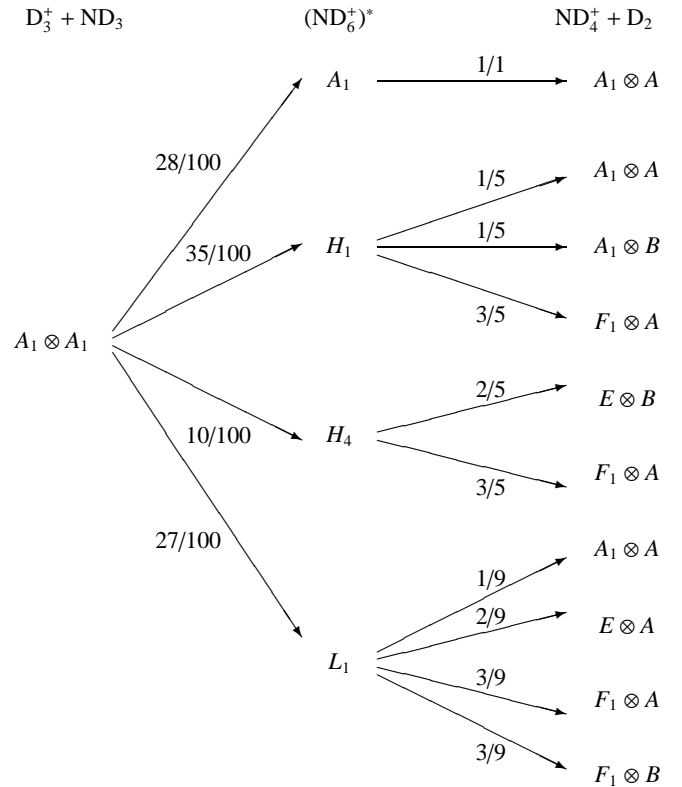 D₃⁺ + ND₃ (ND₆⁺)* ND₄⁺ + D₂
A₁ 1/1 A₁ ⊗ A
28/100
1/5 A₁ ⊗ A
35/100 H₁ 1/5 A₁ ⊗ B
3/5 F₁ ⊗ A
A₁ ⊗ A₁
2/5 E ⊗ B
10/100 H₄
3/5 F₁ ⊗ A
27/100
1/9 A₁ ⊗ A
2/9 E ⊗ A
L₁
3/9 F₁ ⊗ A
3/9 F₁ ⊗ B